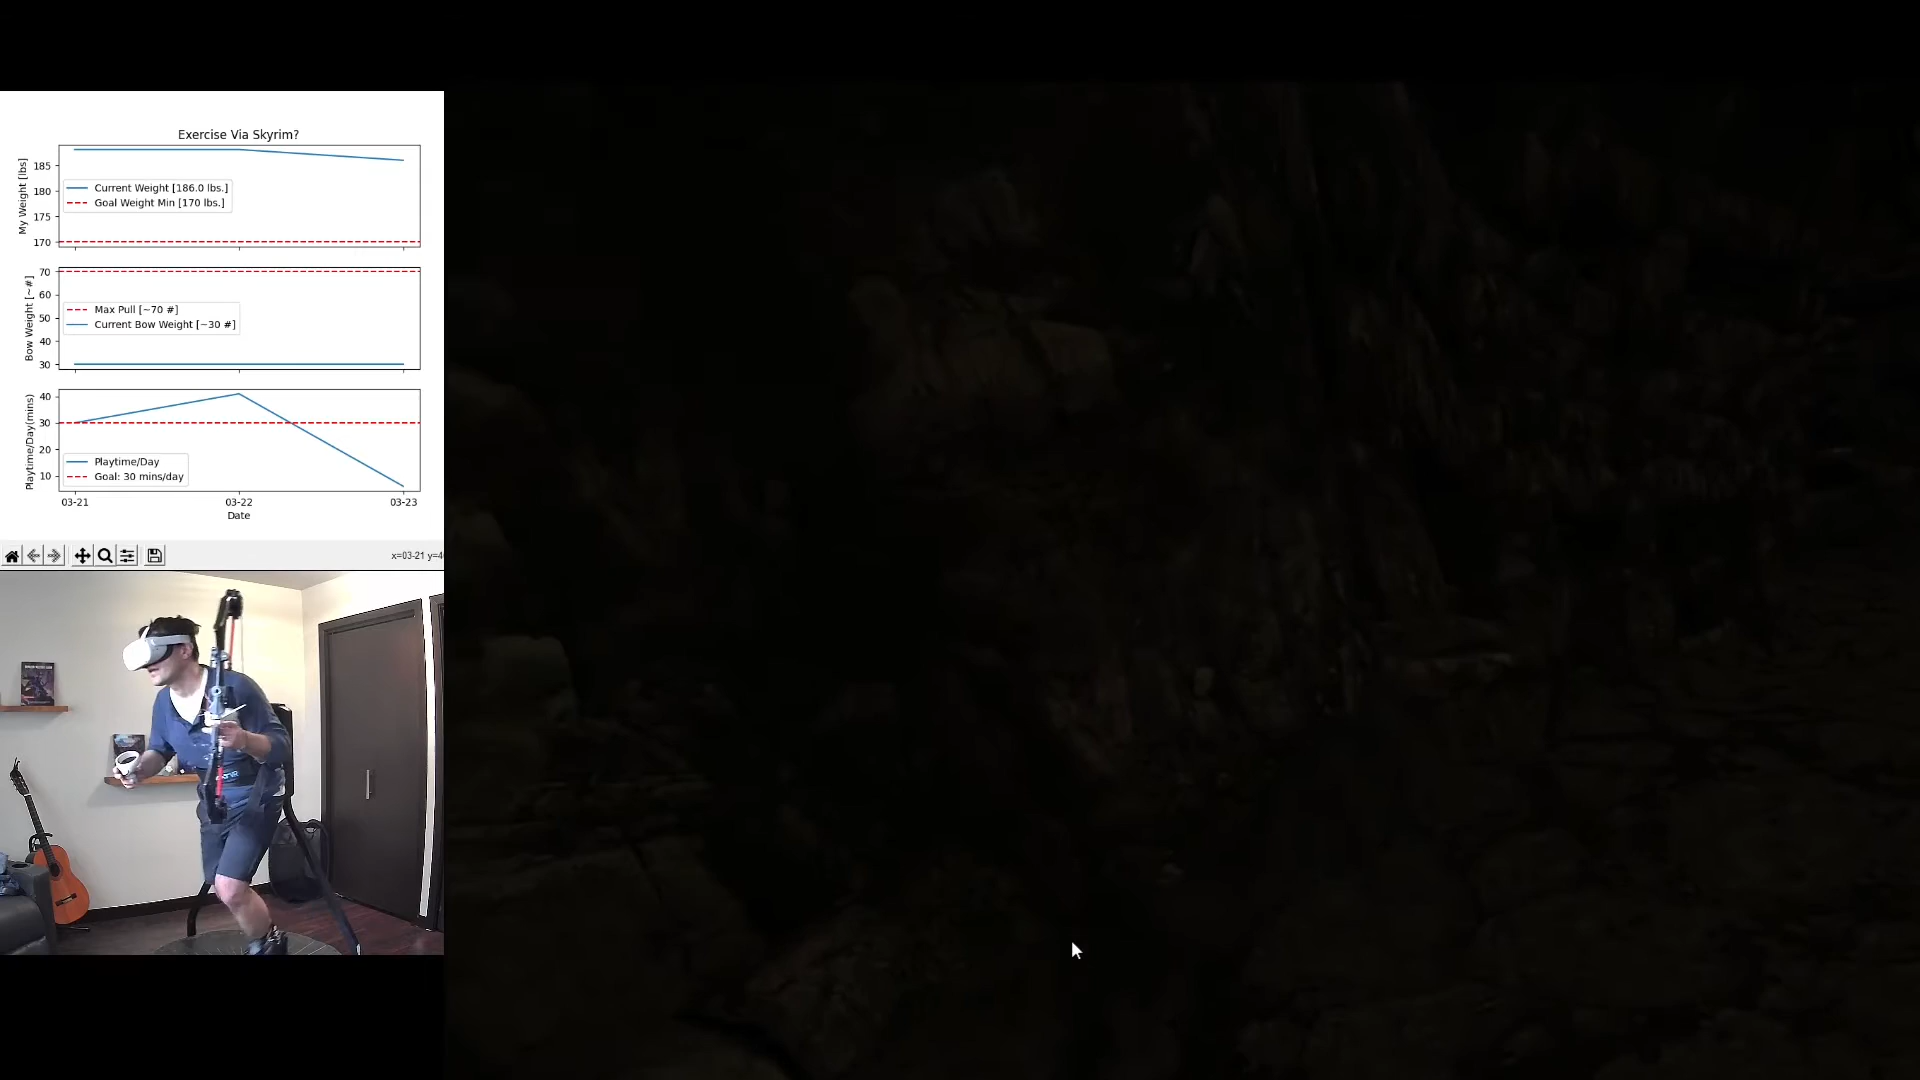 Exercise Via Skyrim?
My Weight [lbs]
185
180
175
170
Current Weight [186.0 lbs.]
Goal Weight Min [170 lbs.]
Bow Weight [~#]
70
60
50
40
30
Max Pull [~70 #]
Current Bow Weight [~30 #]
Playtime/Day(mins)
40
30
20
10
Playtime/Day
Goal: 30 mins/day
03-21 03-22 03-23
Date
x=03-21 y=4